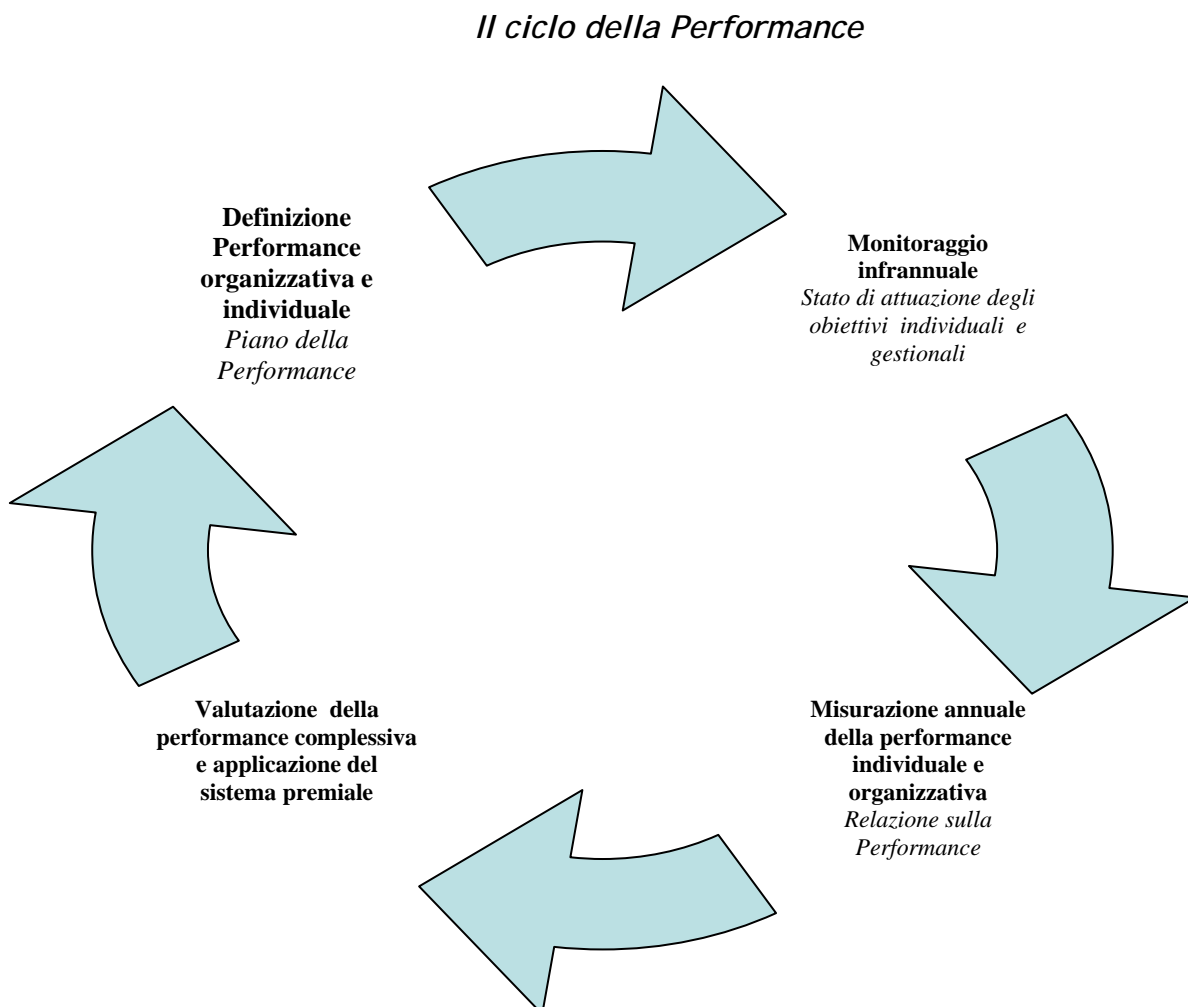 Il ciclo della Performance
Definizione
Performance
organizzativa e
individuale
Piano della
Performance
Monitoraggio
infrannuale
Stato di attuazione degli
obiettivi individuali e
gestionali
Misurazione annuale
della performance
individuale e
organizzativa
Relazione sulla
Performance
Valutazione della
performance complessiva
e applicazione del
sistema premiale